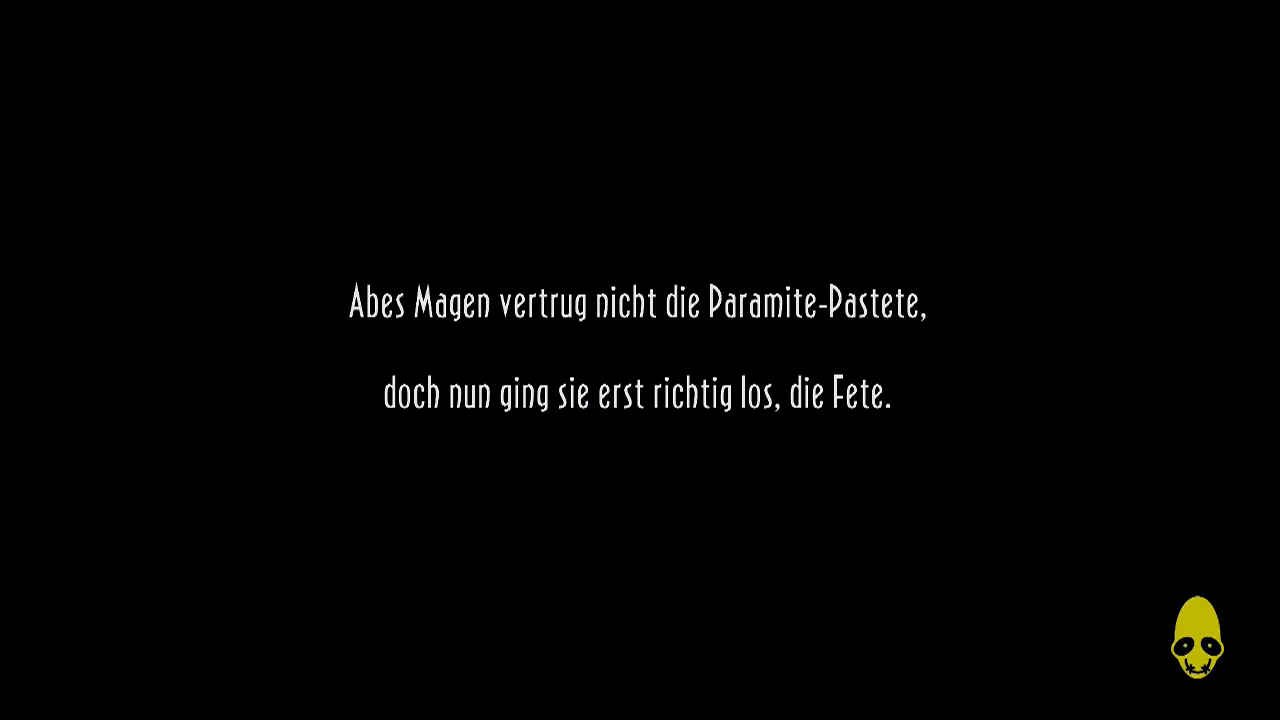 Abes Magen vertrug nicht die Paramite-Pastete,
doch nun ging sie erst richtig los, die Fete.